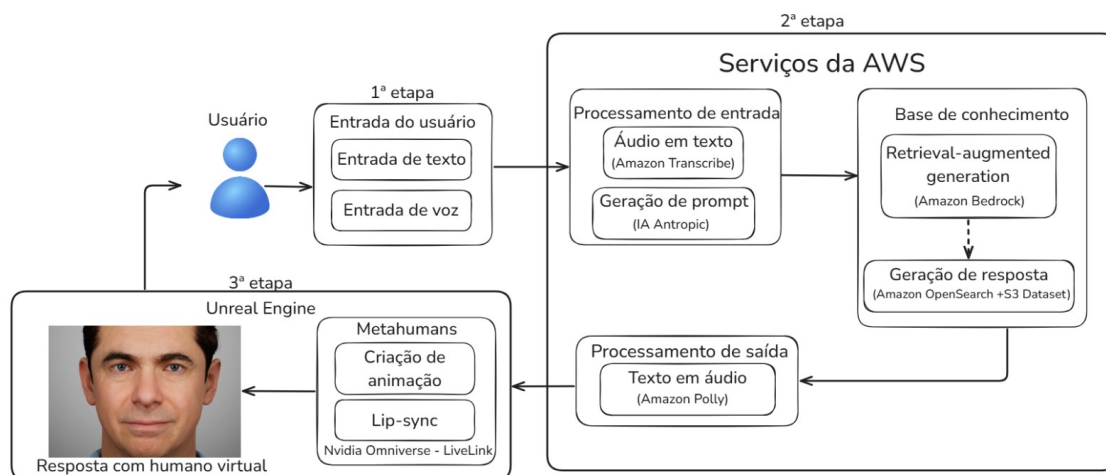 2ª etapa
Serviços da AWS
1ª etapa
Usuário
Entrada do usuário
Entrada de texto
Entrada de voz
Processamento de entrada
Áudio em texto
(Amazon Transcribe)
Geração de prompt
(IA Antropic)
Base de conhecimento
Retrieval-augmented
generation
(Amazon Bedrock)
Geração de resposta
(Amazon OpenSearch +S3 Dataset)
Processamento de saída
Texto em áudio
(Amazon Polly)
3ª etapa
Unreal Engine
Metahumans
Criação de
animação
Lip-sync
Nvidia Omniverse - LiveLink
Resposta com humano virtual